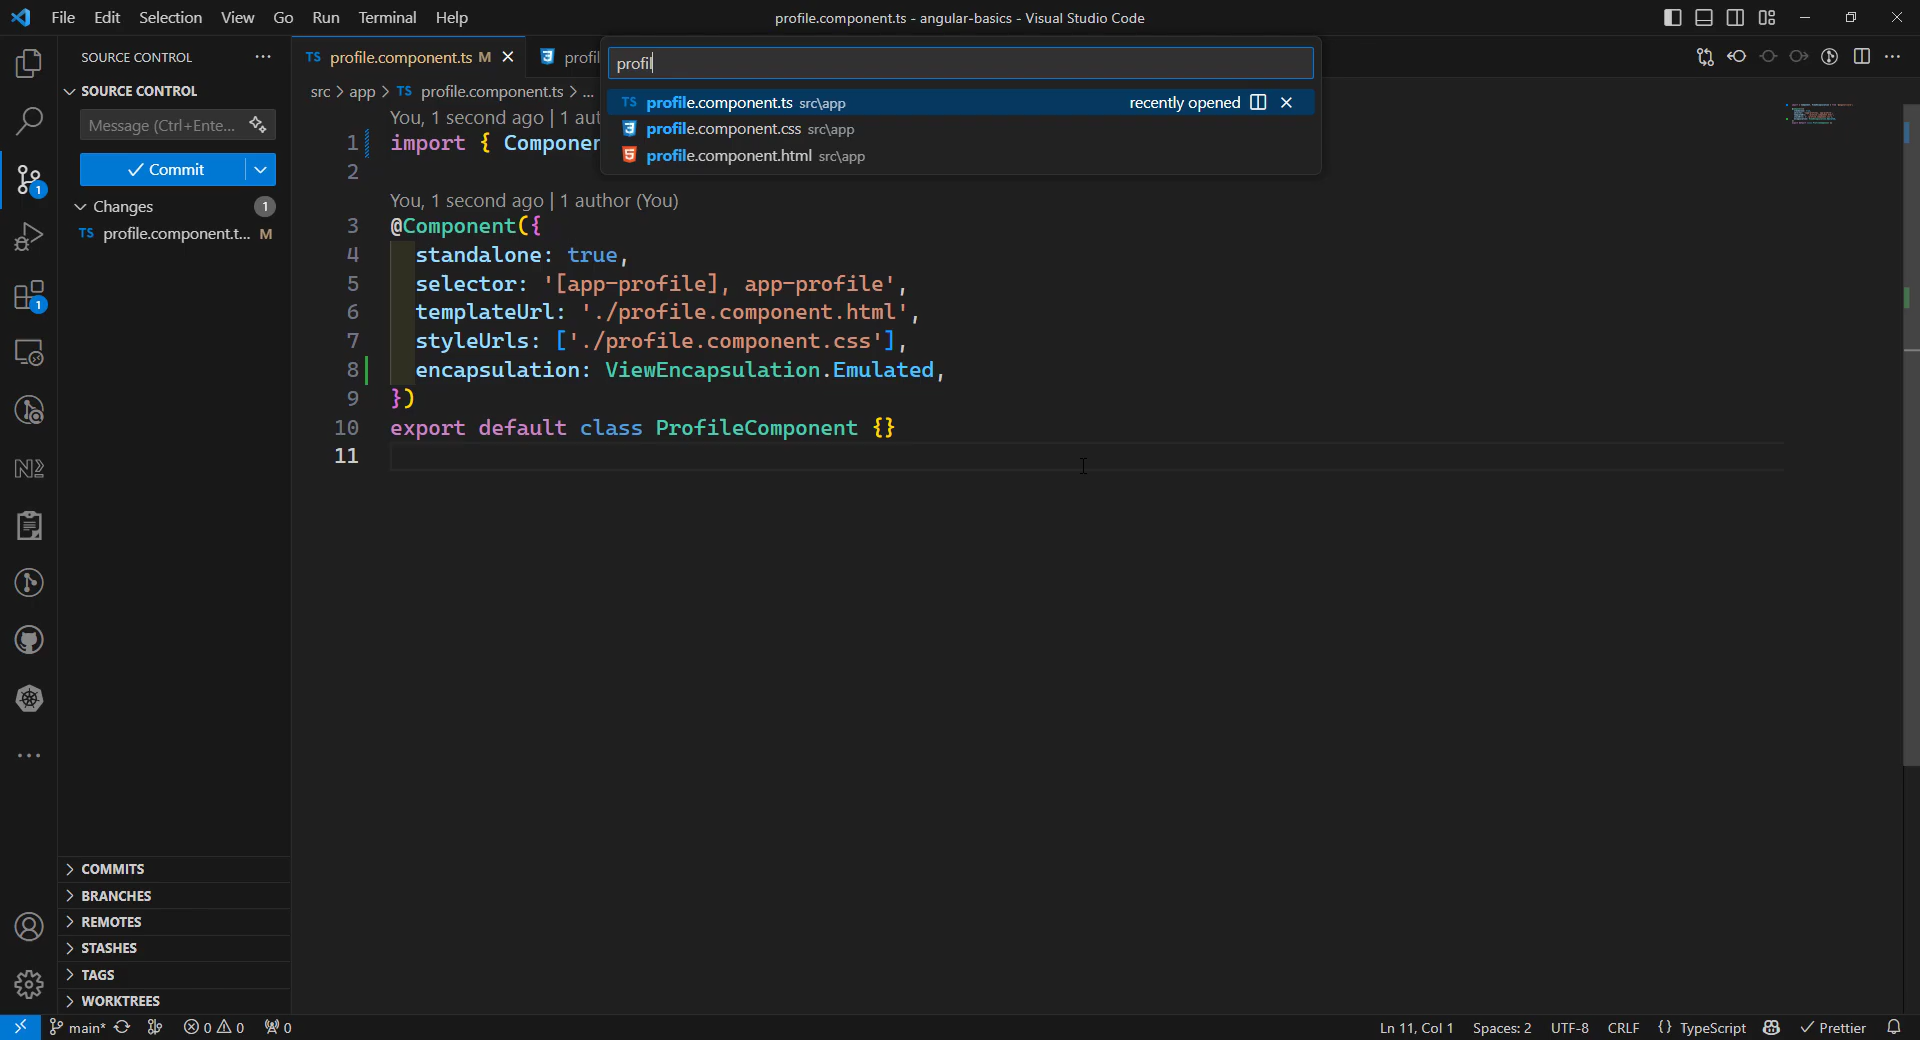 File Edit Selection View Go Run Terminal Help
profile.component.ts - angular-basics - Visual Studio Code
SOURCE CONTROL
TS profile.component.ts M
profil
SOURCE CONTROL
Message (Ctrl+Ente...
Commit
Changes 1
TS profile.component.t... M
1
1
COMMITS
BRANCHES
REMOTES
STASHES
TAGS
WORKTREES
profil
TS profile.component.ts src\app recently opened
profile.component.css src\app
profile.component.html src\app
src > app > TS profile.component.ts > ...
You, 1 second ago | 1 aut
1 import { Componen
2
You, 1 second ago | 1 author (You)
3 @Component({
4 standalone: true,
5 selector: '[app-profile], app-profile',
6 templateUrl: './profile.component.html',
7 styleUrls: ['./profile.component.css'],
8 encapsulation: ViewEncapsulation.Emulated,
9 })
10 export default class ProfileComponent {}
11
main* 0 0 0
Ln 11, Col 1 Spaces: 2 UTF-8 CRLF {} TypeScript Prettier